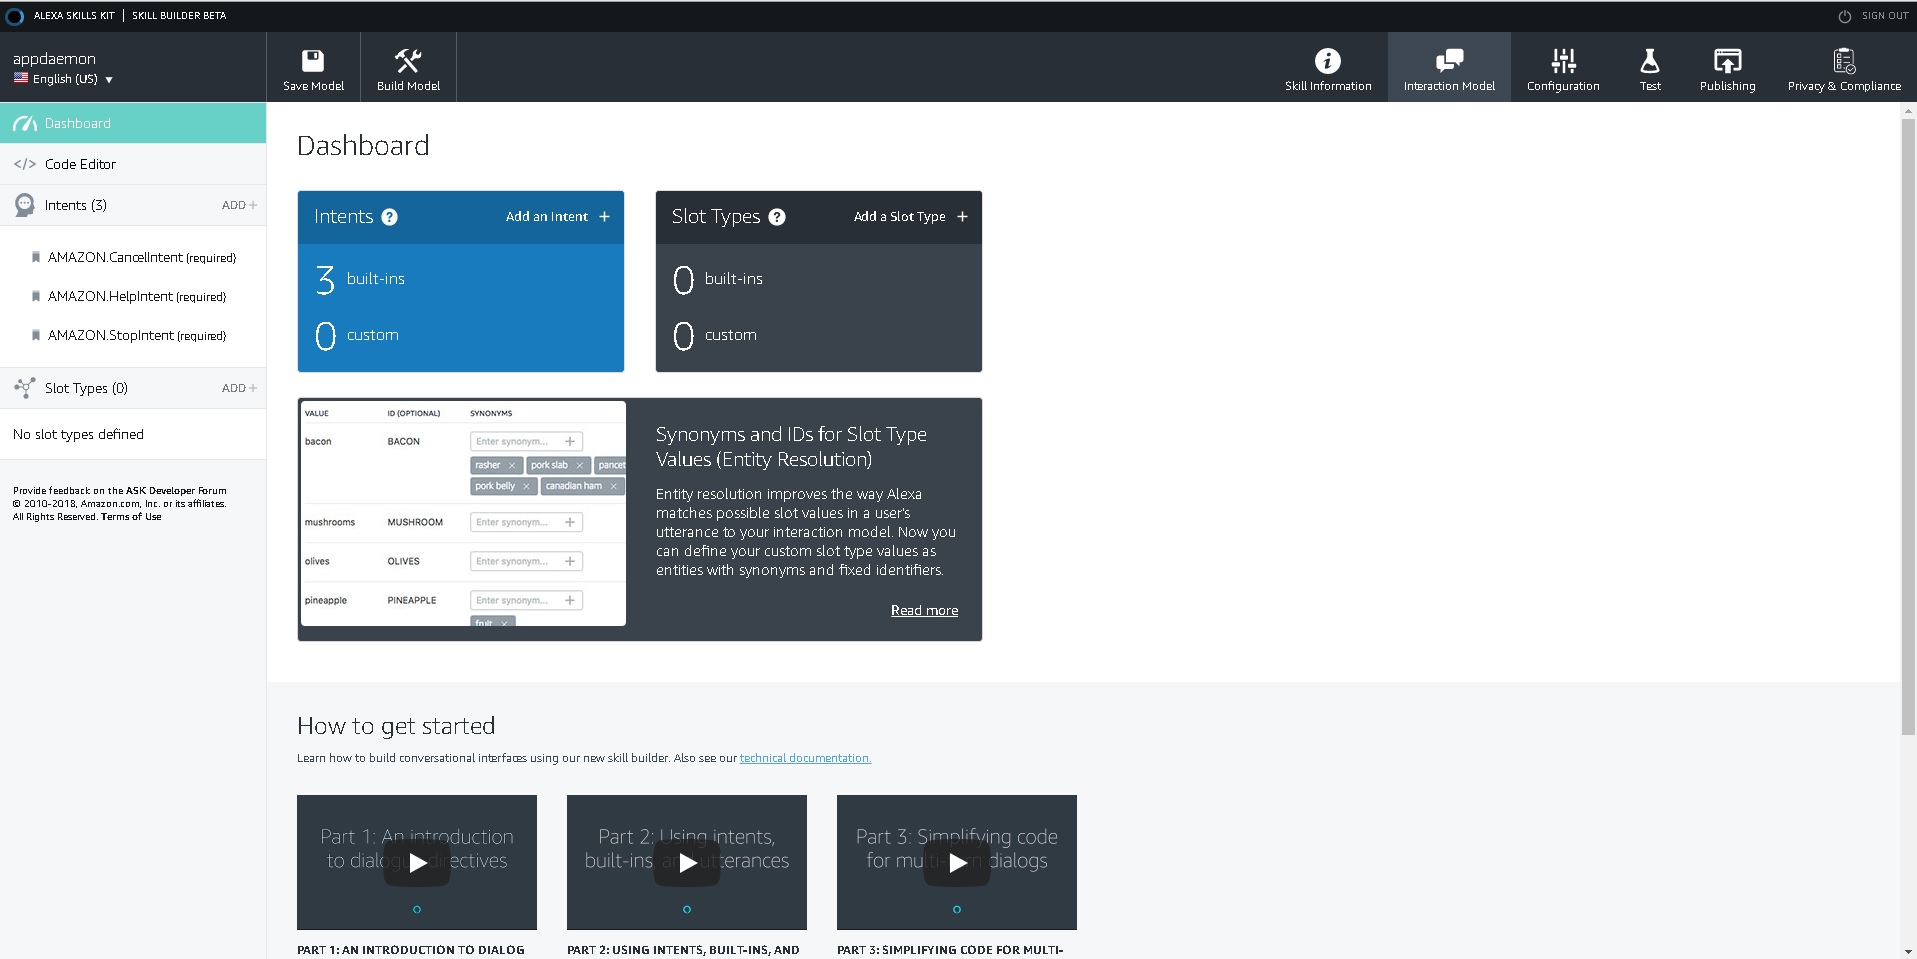 ALEXA SKILLS KIT | SKILL BUILDER BETA
SIGN OUT
appdaemon
English (US)
Save Model
Build Model
Skill Information
Interaction Model
Configuration
Test
Publishing
Privacy & Compliance
Dashboard
Code Editor
Intents (3)
ADD +
AMAZON.CancelIntent (required)
AMAZON.HelpIntent (required)
AMAZON.StopIntent (required)
Slot Types (0)
ADD +
No slot types defined
Provide feedback on the ASK Developer Forum
© 2010-2018, Amazon.com, Inc. or its affiliates.
All Rights Reserved. Terms of Use
Dashboard
Intents ?
Add an Intent +
3 built-ins
0 custom
Slot Types ?
Add a Slot Type +
0 built-ins
0 custom
VALUE ID (OPTIONAL) SYNONYMS
bacon BACON Enter synonym... +
rasher × pork slab × pancet
pork belly × canadian ham ×
mushrooms MUSHROOM Enter synonym... +
olives OLIVES Enter synonym... +
pineapple PINEAPPLE Enter synonym... +
fruit ×
Synonyms and IDs for Slot Type
Values (Entity Resolution)
Entity resolution improves the way Alexa
matches possible slot values in a user's
utterance to your interaction model. Now you
can define your custom slot type values as
entities with synonyms and fixed identifiers.
Read more
How to get started
Learn how to build conversational interfaces using our new skill builder. Also see our technical documentation.
Part 1: An introduction
to dialogue directives
PART 1: AN INTRODUCTION TO DIALOG
Part 2: Using intents,
built-ins, and utterances
PART 2: USING INTENTS, BUILT-INS, AND
Part 3: Simplifying code
for multi-turn dialogs
PART 3: SIMPLIFYING CODE FOR MULTI-